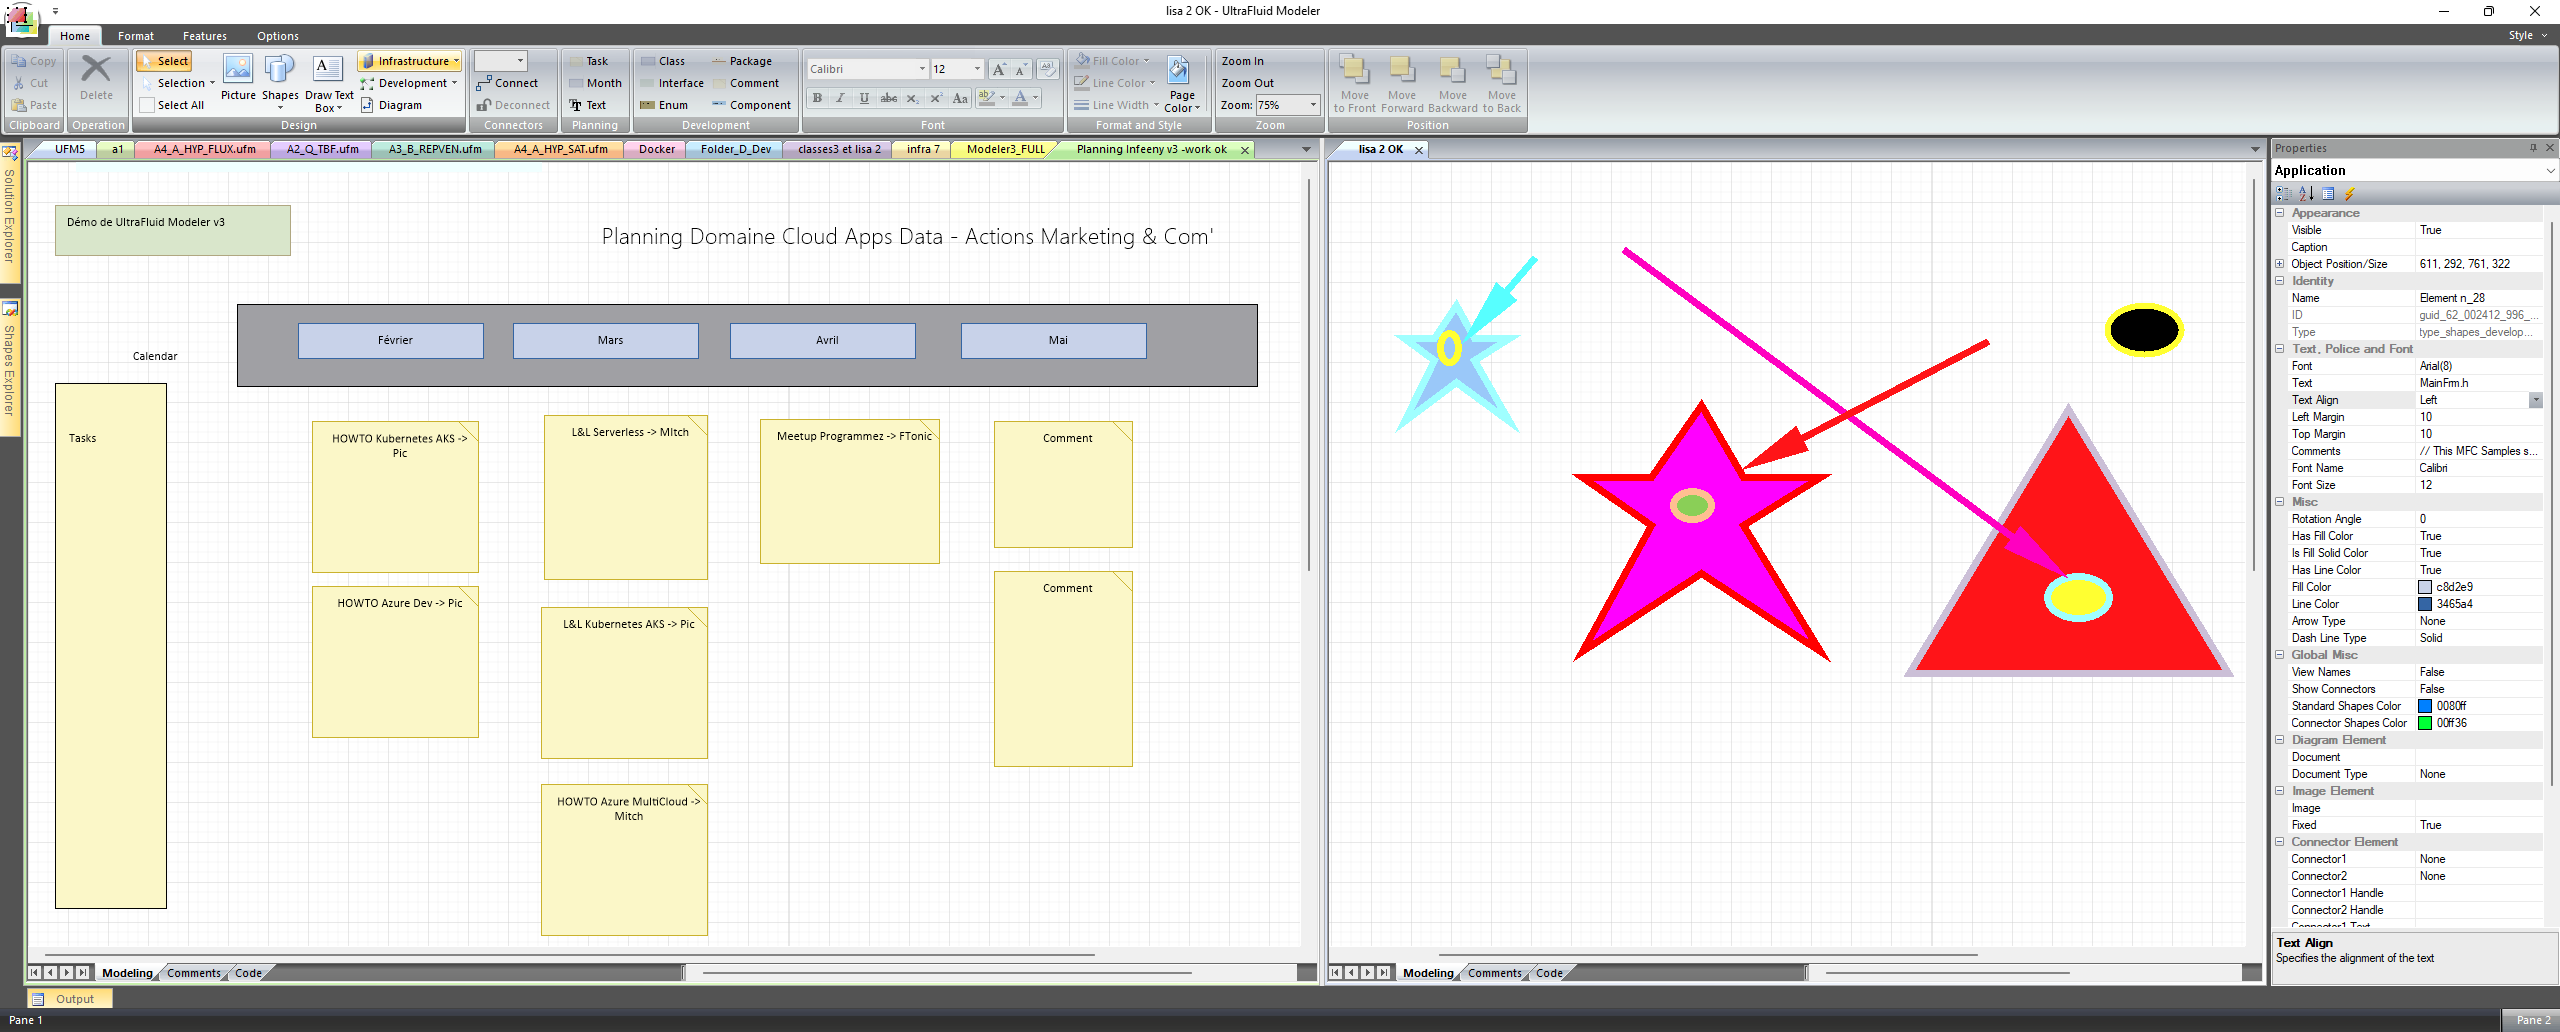 lisa 2 OK - UltraFluid Modeler
Home Format Features Options Style
Copy
Cut
Paste
Clipboard
Delete
Operation
Select
Selection
Select All
Picture Shapes Draw Text Box
Infrastructure
Development
Diagram
Design
Connect
Deconnect
Connectors
Task
Month
Text
Planning
Class Package
Interface Comment
Enum Component
Development
Calibri 12
B I U abc X₂ X² Aa ab A
Font
Fill Color
Line Color
Line Width
Page Color
Format and Style
Zoom In
Zoom Out
Zoom: 75%
Zoom
Move to Front Move Forward Move Backward Move to Back
Position
Solution Explorer
Shapes Explorer
UFM5 a1 A4_A_HYP_FLUX.ufm A2_Q_TBF.ufm A3_B_REPVEN.ufm A4_A_HYP_SAT.ufm Docker Folder_D_Dev classes3 et lisa 2 infra 7 Modeler3_FULL Planning Infeeny v3 -work ok
Démo de UltraFluid Modeler v3
Planning Domaine Cloud Apps Data - Actions Marketing & Com'
Février Mars Avril Mai
Calendar
Tasks
HOWTO Kubernetes AKS ->
Pic
L&L Serverless -> MItch
Meetup Programmez -> FTonic
Comment
HOWTO Azure Dev -> Pic
L&L Kubernetes AKS -> Pic
Comment
HOWTO Azure MultiCloud ->
Mitch
Modeling Comments Code
lisa 2 OK
Modeling Comments Code
Properties
Application
Appearance
Visible True
Caption
Object Position/Size 611, 292, 761, 322
Identity
Name Element n_28
ID guid_62_002412_996_...
Type type_shapes_develop...
Text, Police and Font
Font Arial(8)
Text MainFrm.h
Text Align Left
Left Margin 10
Top Margin 10
Comments // This MFC Samples s...
Font Name Calibri
Font Size 12
Misc
Rotation Angle 0
Has Fill Color True
Is Fill Solid Color True
Has Line Color True
Fill Color c8d2e9
Line Color 3465a4
Arrow Type None
Dash Line Type Solid
Global Misc
View Names False
Show Connectors False
Standard Shapes Color 0080ff
Connector Shapes Color 00ff36
Diagram Element
Document
Document Type None
Image Element
Image
Fixed True
Connector Element
Connector1 None
Connector2 None
Connector1 Handle
Connector2 Handle
Connector1 Text
Text Align
Specifies the alignment of the text
Output
Pane 1 Pane 2